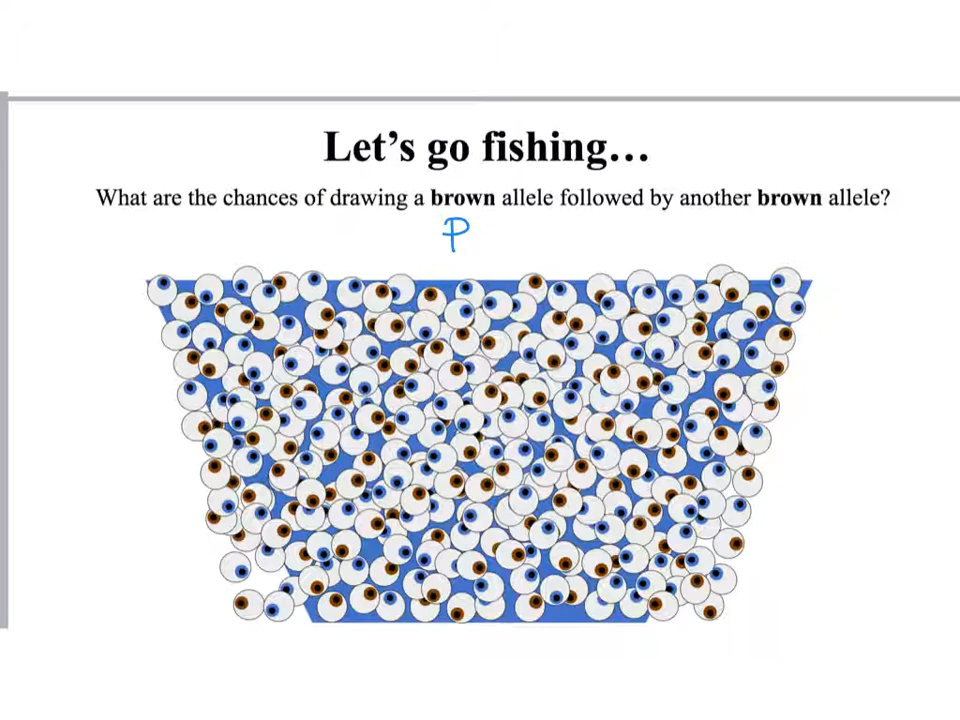 Let’s go fishing…
What are the chances of drawing a brown allele followed by another brown allele?
P